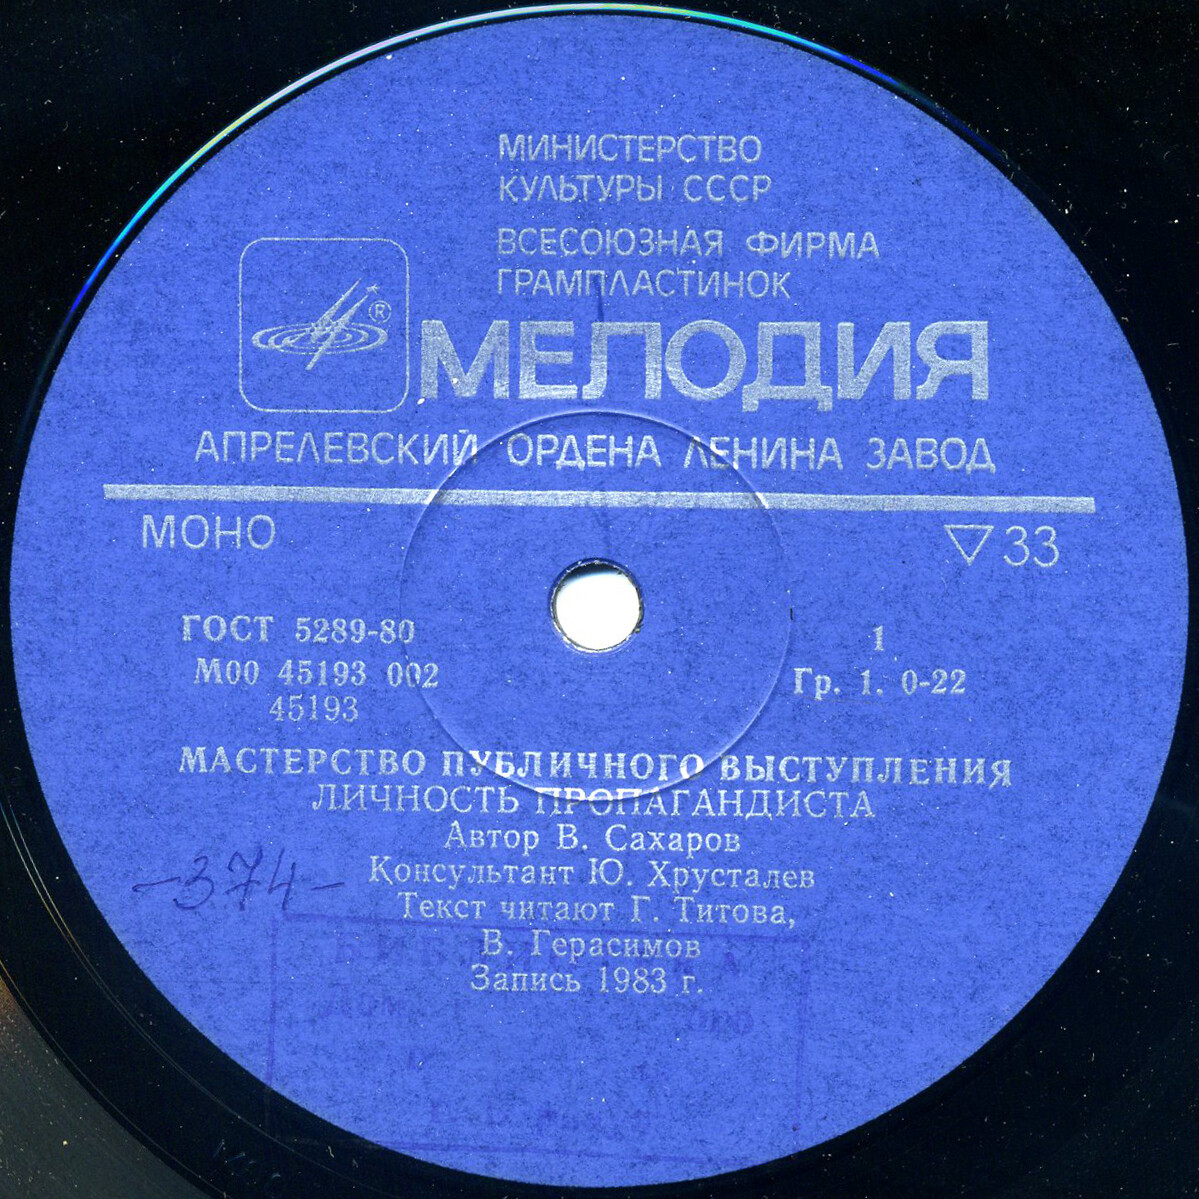 МИНИСТЕРСТВО
КУЛЬТУРЫ СССР
ВСЕСОЮЗНАЯ ФИРМА
ГРАМПЛАСТИНОК
®
МЕЛОДИЯ
АПРЕЛЕВСКИЙ ОРДЕНА ЛЕНИНА ЗАВОД
МОНО
▽ 33
ГОСТ 5289-80
М00 45193 002
45193
1
Гр. 1. 0-22
МАСТЕРСТВО ПУБЛИЧНОГО ВЫСТУПЛЕНИЯ
ЛИЧНОСТЬ ПРОПАГАНДИСТА
Автор В. Сахаров
Консультант Ю. Хрусталев
-374-
Текст читают Г. Титова,
В. Герасимов
Запись 1983 г.